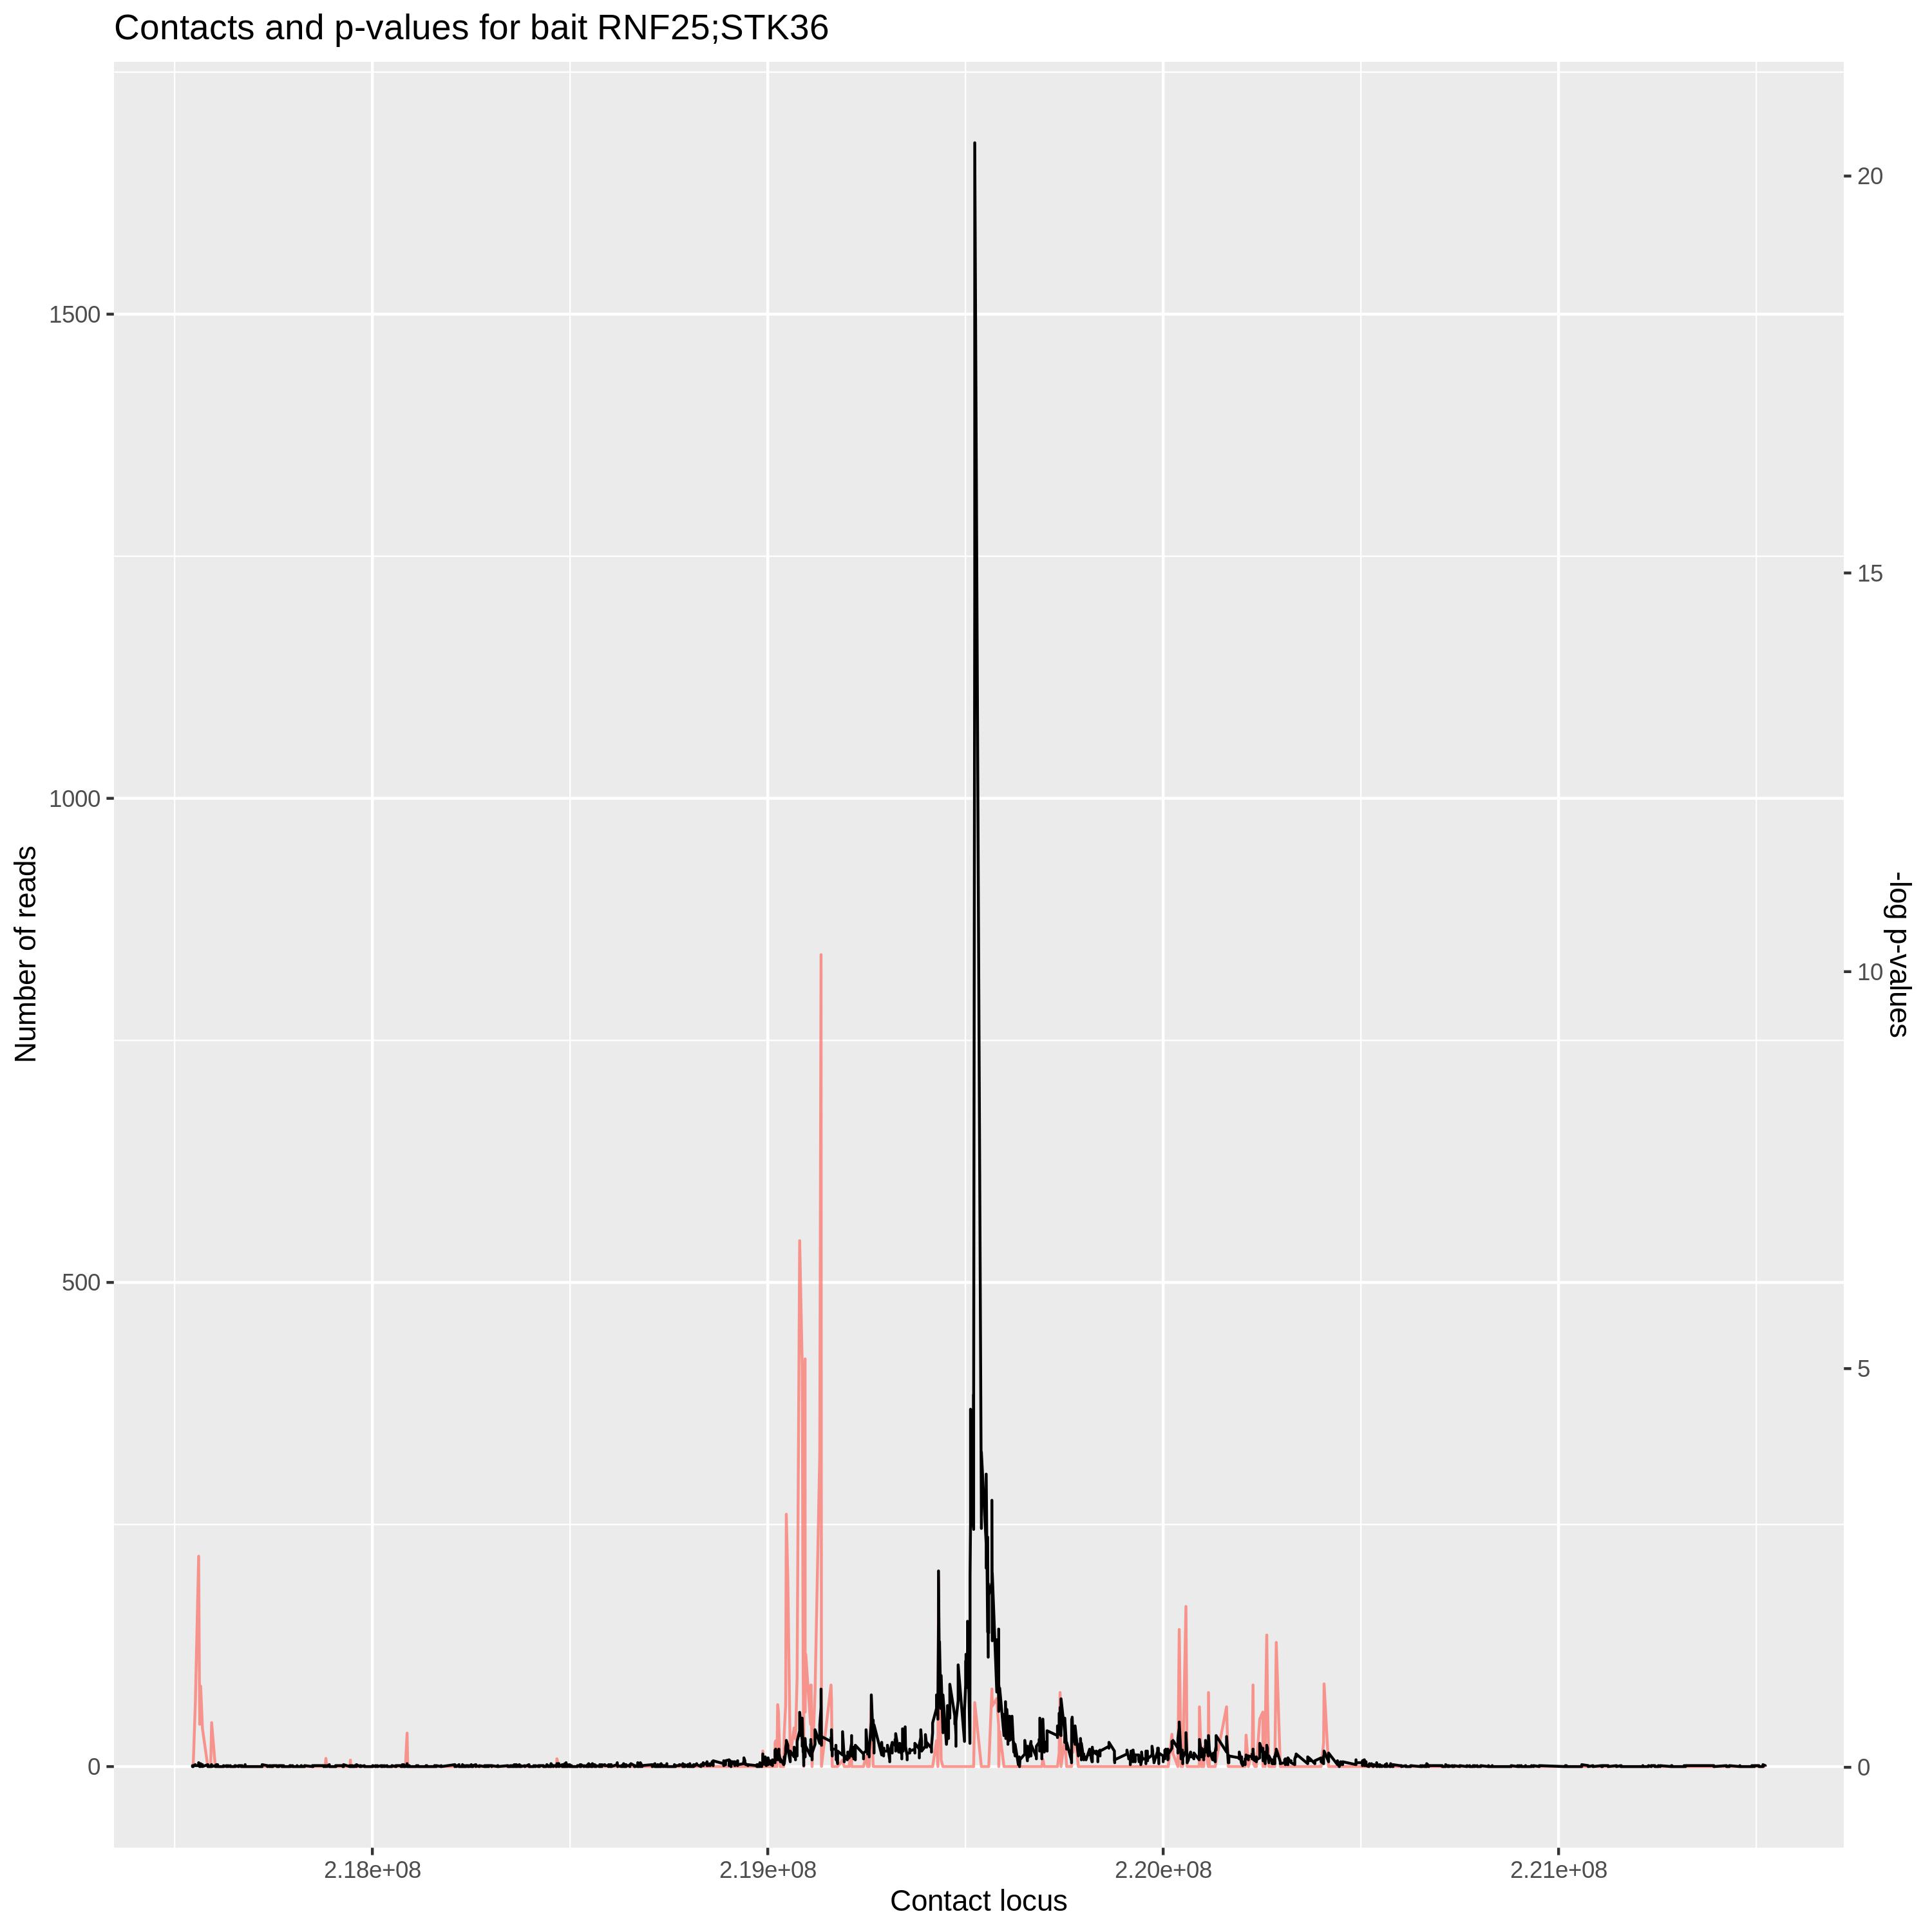 Contacts and p-values for bait RNF25;STK36
Number of reads
1500
1000
500
0
20
15
10
5
0
-log p-values
2.18e+08
2.19e+08
2.20e+08
2.21e+08
Contact locus